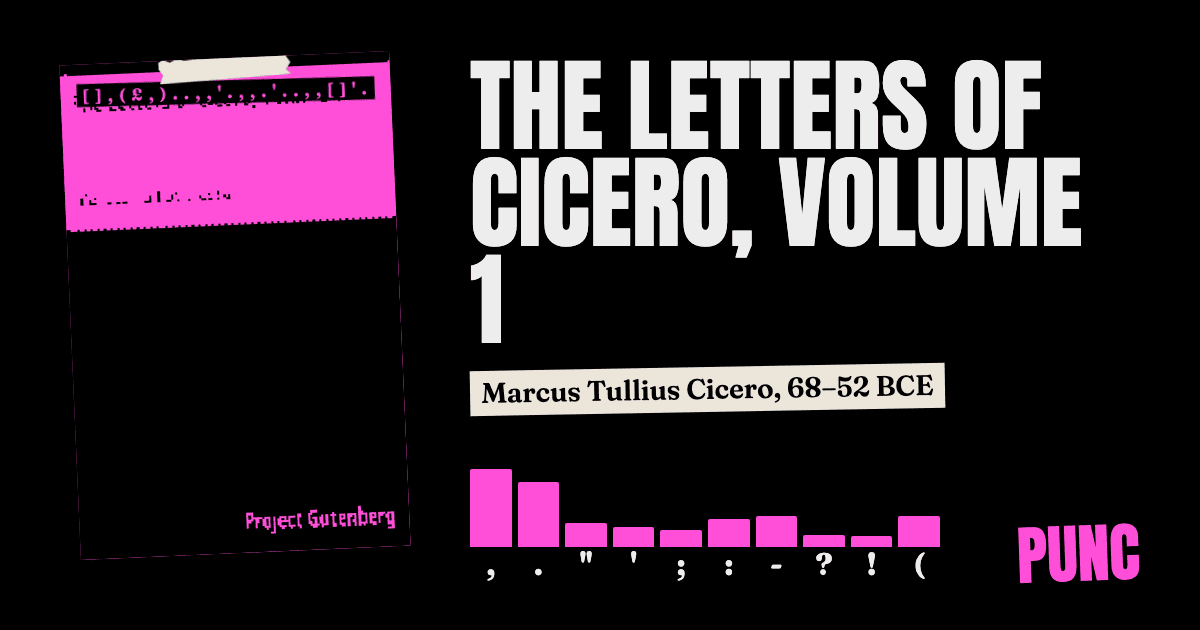 [],(£,)..,,'.,,.'..,,[]'.
Project Gutenberg
THE LETTERS OF
CICERO, VOLUME
1
Marcus Tullius Cicero, 68–52 BCE
, . " ' ; : - ? ! (
PUNC